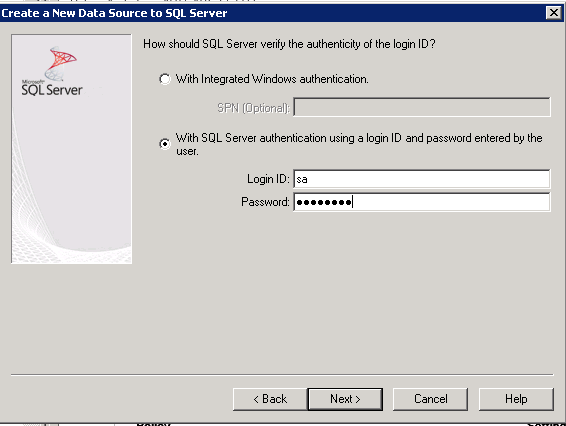 Create a New Data Source to SQL Server
How should SQL Server verify the authenticity of the login ID?
Microsoft
SQL Server
With Integrated Windows authentication.
SPN (Optional):
With SQL Server authentication using a login ID and password entered by the
user.
Login ID: sa
Password: ●●●●●●●●
< Back Next > Cancel Help